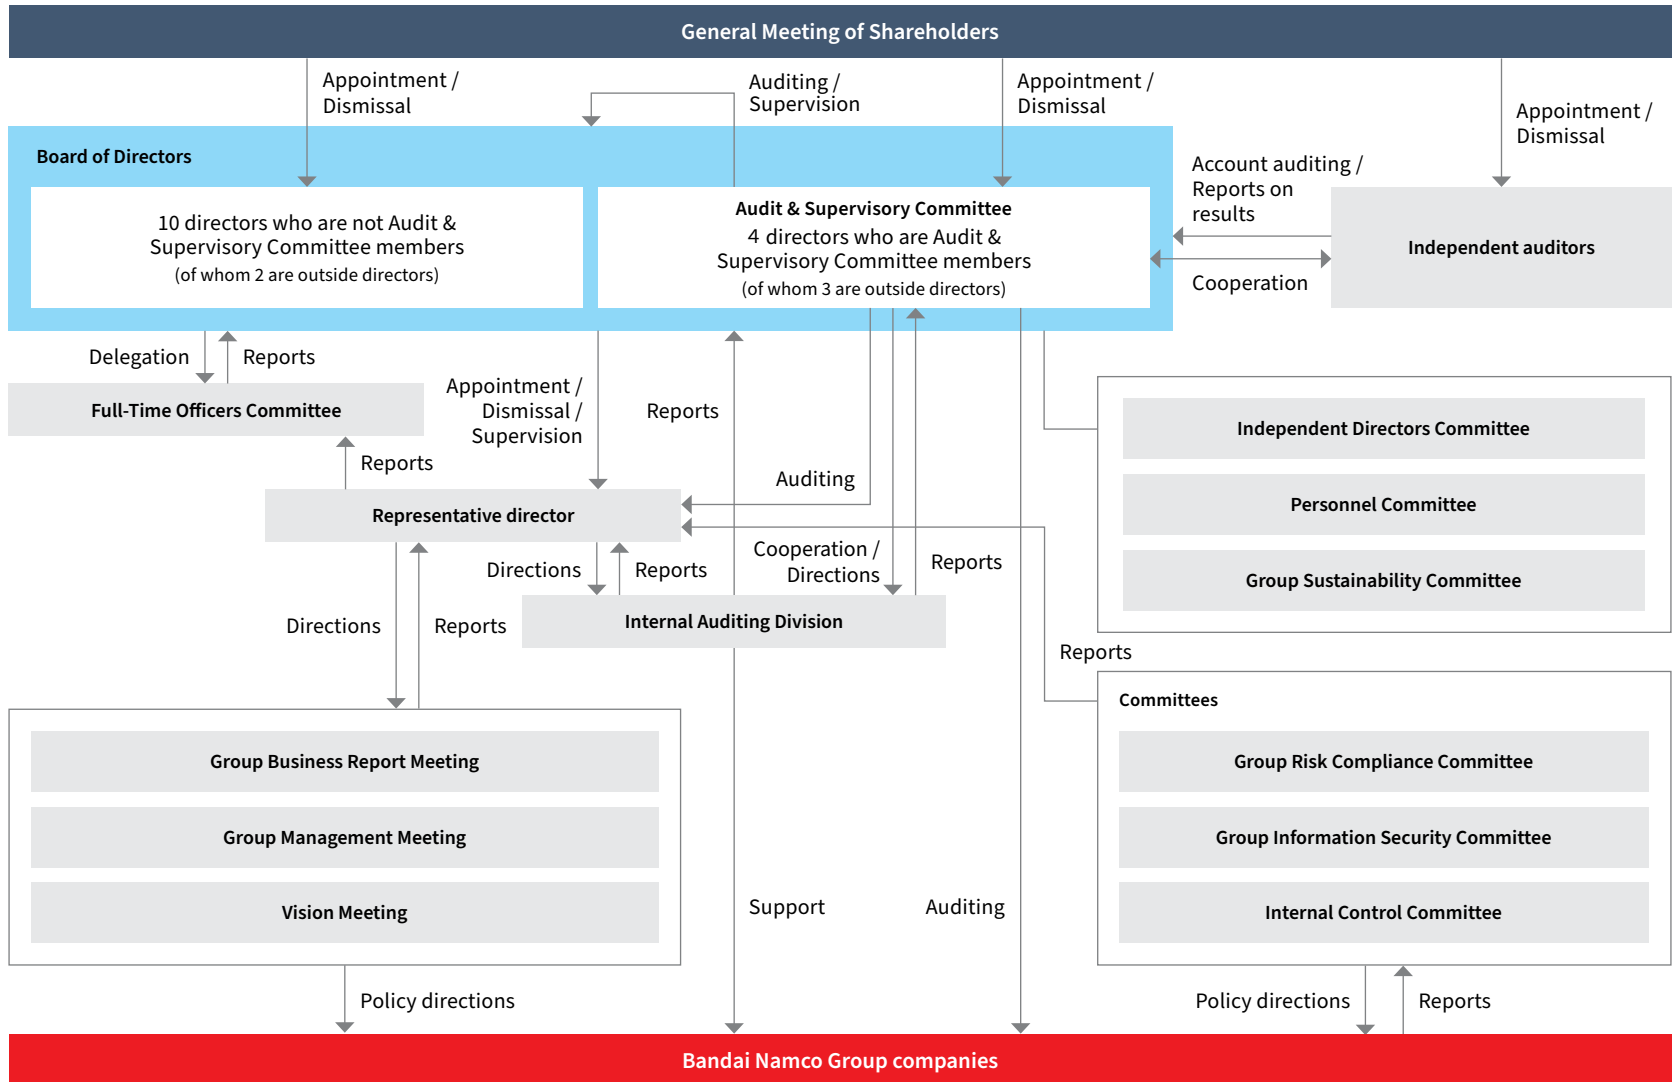 General Meeting of Shareholders
Appointment /
Dismissal
Auditing /
Supervision
Appointment /
Dismissal
Appointment /
Dismissal
Board of Directors
10 directors who are not Audit &
Supervisory Committee members
(of whom 2 are outside directors)
Audit & Supervisory Committee
4 directors who are Audit &
Supervisory Committee members
(of whom 3 are outside directors)
Account auditing /
Reports on
results
Cooperation
Independent auditors
Delegation
Reports
Full-Time Officers Committee
Reports
Appointment /
Dismissal /
Supervision
Reports
Auditing
Representative director
Directions
Reports
Cooperation /
Directions
Reports
Internal Auditing Division
Directions
Reports
Independent Directors Committee
Personnel Committee
Group Sustainability Committee
Reports
Committees
Group Risk Compliance Committee
Group Information Security Committee
Internal Control Committee
Group Business Report Meeting
Group Management Meeting
Vision Meeting
Support
Auditing
Policy directions
Policy directions
Reports
Bandai Namco Group companies